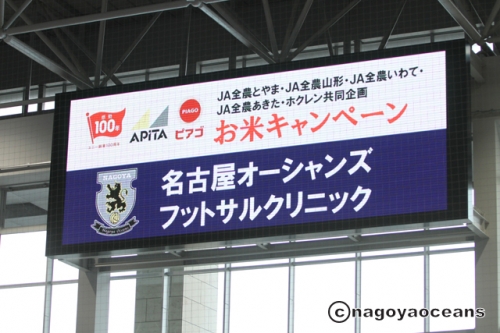 JA全農とやま・JA全農山形・JA全農いわて・
JA全農あきた・ホクレン共同企画
100年
APiTA
PIAGO
ピアゴ
お米キャンペーン
NAGOYA
名古屋オーシャンズ
フットサルクリニック
©nagoyaoceans